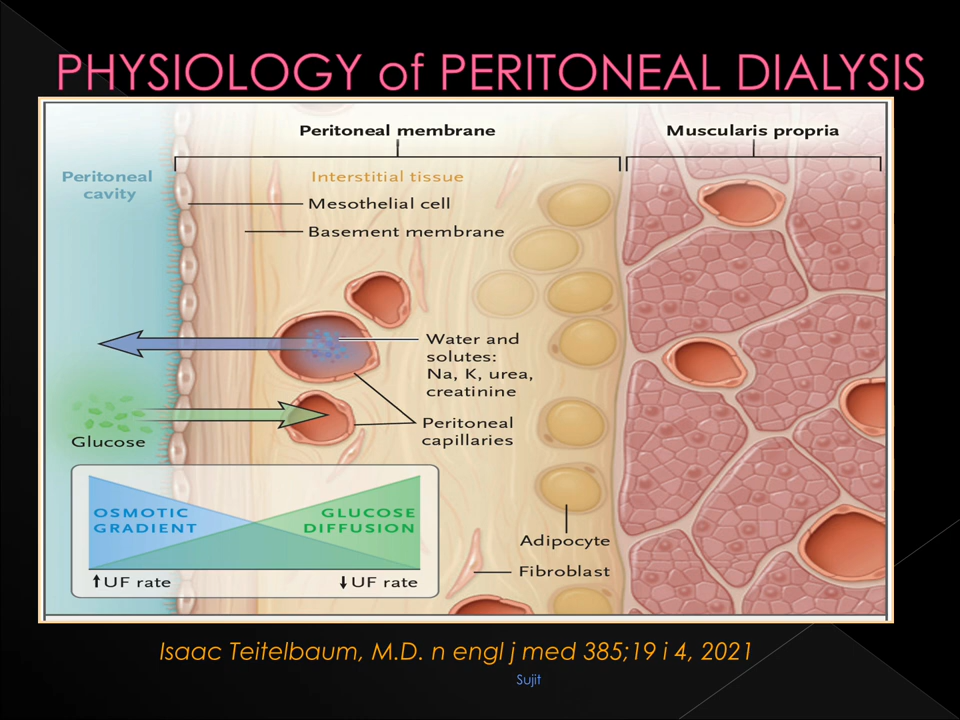 PHYSIOLOGY of PERITONEAL DIALYSIS
Peritoneal membrane
Muscularis propria
Peritoneal
cavity
Interstitial tissue
Mesothelial cell
Basement membrane
Water and
solutes:
Na, K, urea,
creatinine
Peritoneal
capillaries
Glucose
OSMOTIC
GRADIENT
GLUCOSE
DIFFUSION
↑UF rate
↓UF rate
Adipocyte
Fibroblast
Isaac Teitelbaum, M.D. n engl j med 385;19 i 4, 2021
Sujit